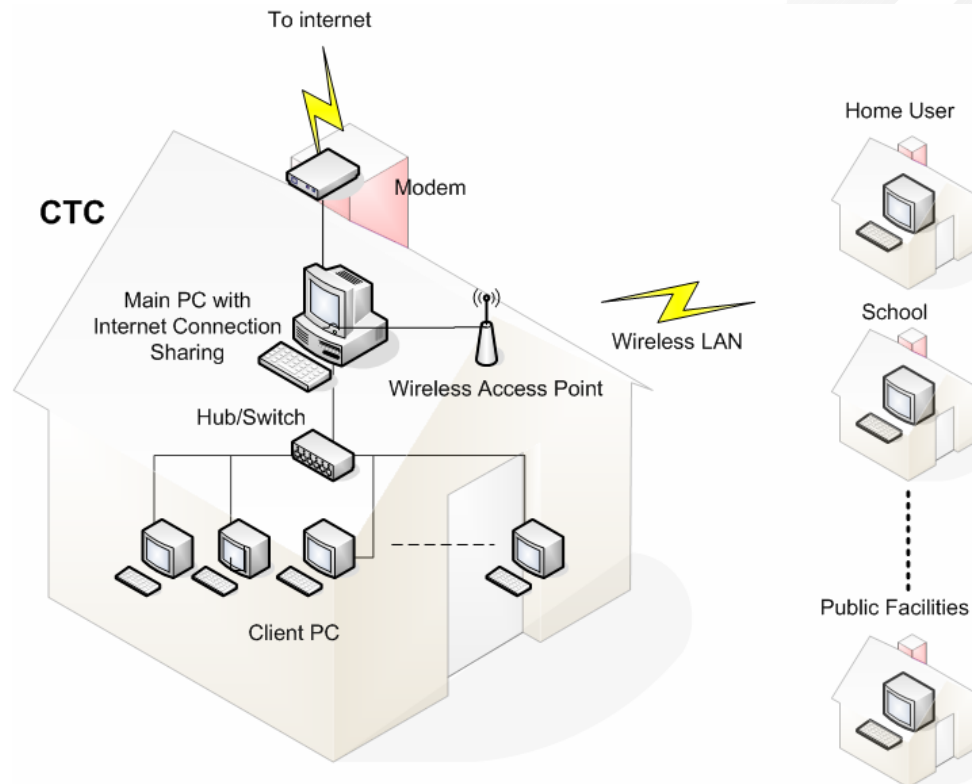 To internet
Home User
Modem
CTC
Main PC with
Internet Connection
Sharing
School
Wireless LAN
Wireless Access Point
Hub/Switch
Public Facilities
Client PC